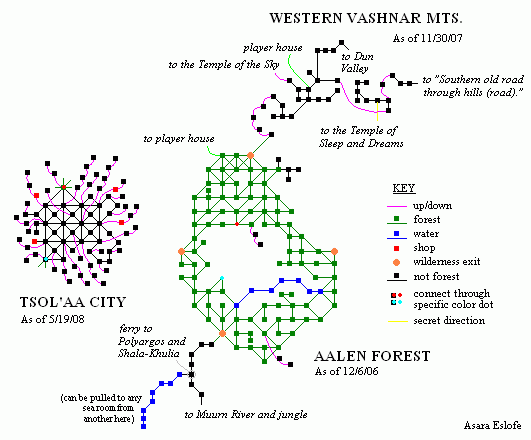 WESTERN VASHNAR MTS.
As of 11/30/07
player house
to Dun
Valley
to the Temple of the Sky
to "Southern old road
through hills (road)."
to the Temple of
Sleep and Dreams
to player house
KEY
up/down
forest
water
shop
wilderness exit
not forest
connect through
specific color dot
secret direction
TSOL'AA CITY
As of 5/19/08
ferry to
Polyargos and
Shala-Khulia
AALEN FOREST
As of 12/6/06
(can be pulled to any
sea room from
another here)
to Muurn River and jungle
Asara Eslofe